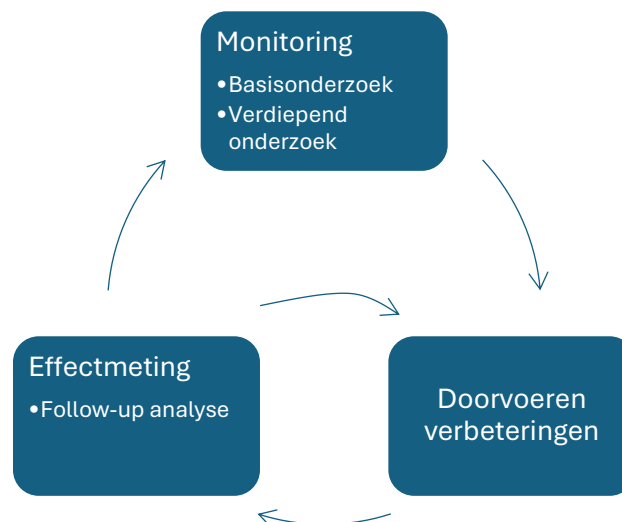 Monitoring
•Basisonderzoek
•Verdiepend
onderzoek
Effectmeting
•Follow-up analyse
Doorvoeren
verbeteringen